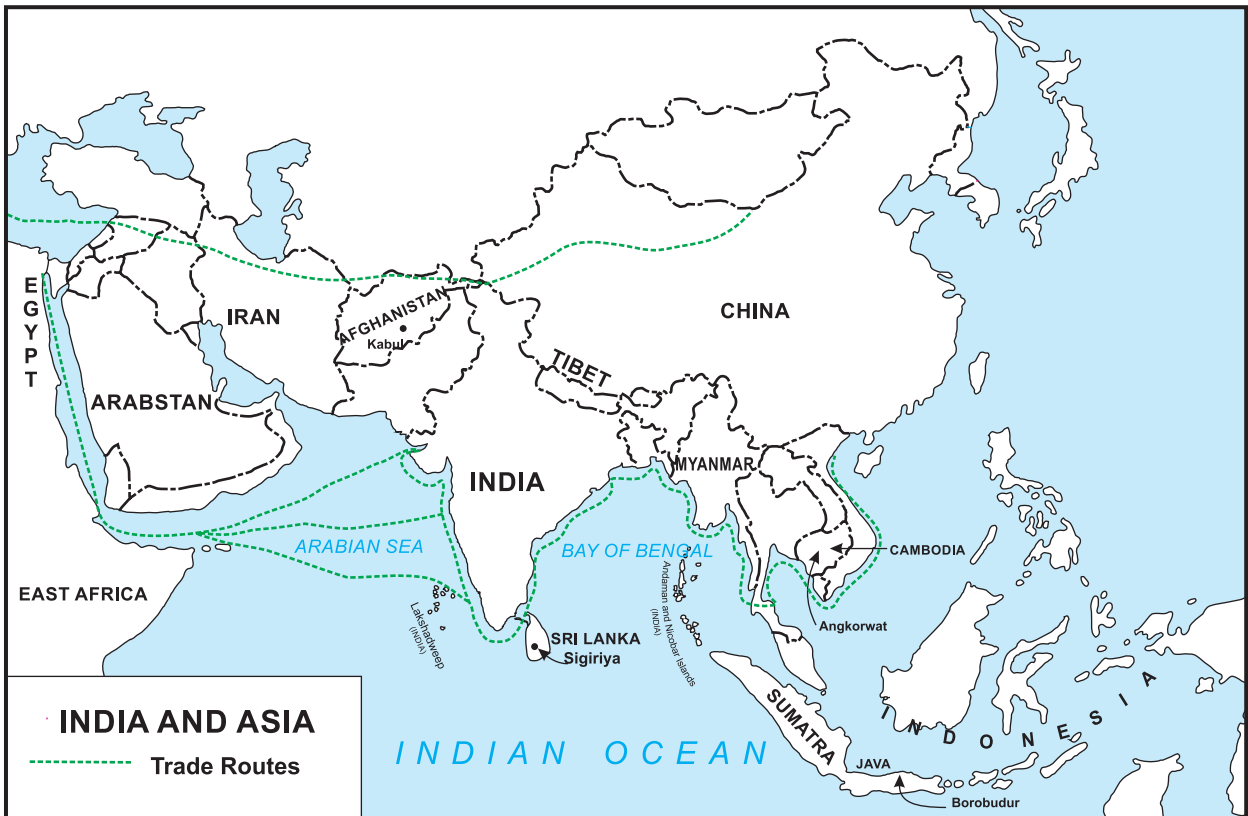 EGYPT
IRAN
AFGHANISTAN
Kabul
CHINA
TIBET
ARABSTAN
INDIA
MYANMAR
ARABIAN SEA
BAY OF BENGAL
CAMBODIA
EAST AFRICA
Lakshadweep
(INDIA)
Andaman and Nicobar Islands
(INDIA)
Angkorwat
SRI LANKA
Sigiriya
SUMATRA
INDONESIA
INDIA AND ASIA
Trade Routes
INDIAN OCEAN
JAVA
Borobudur